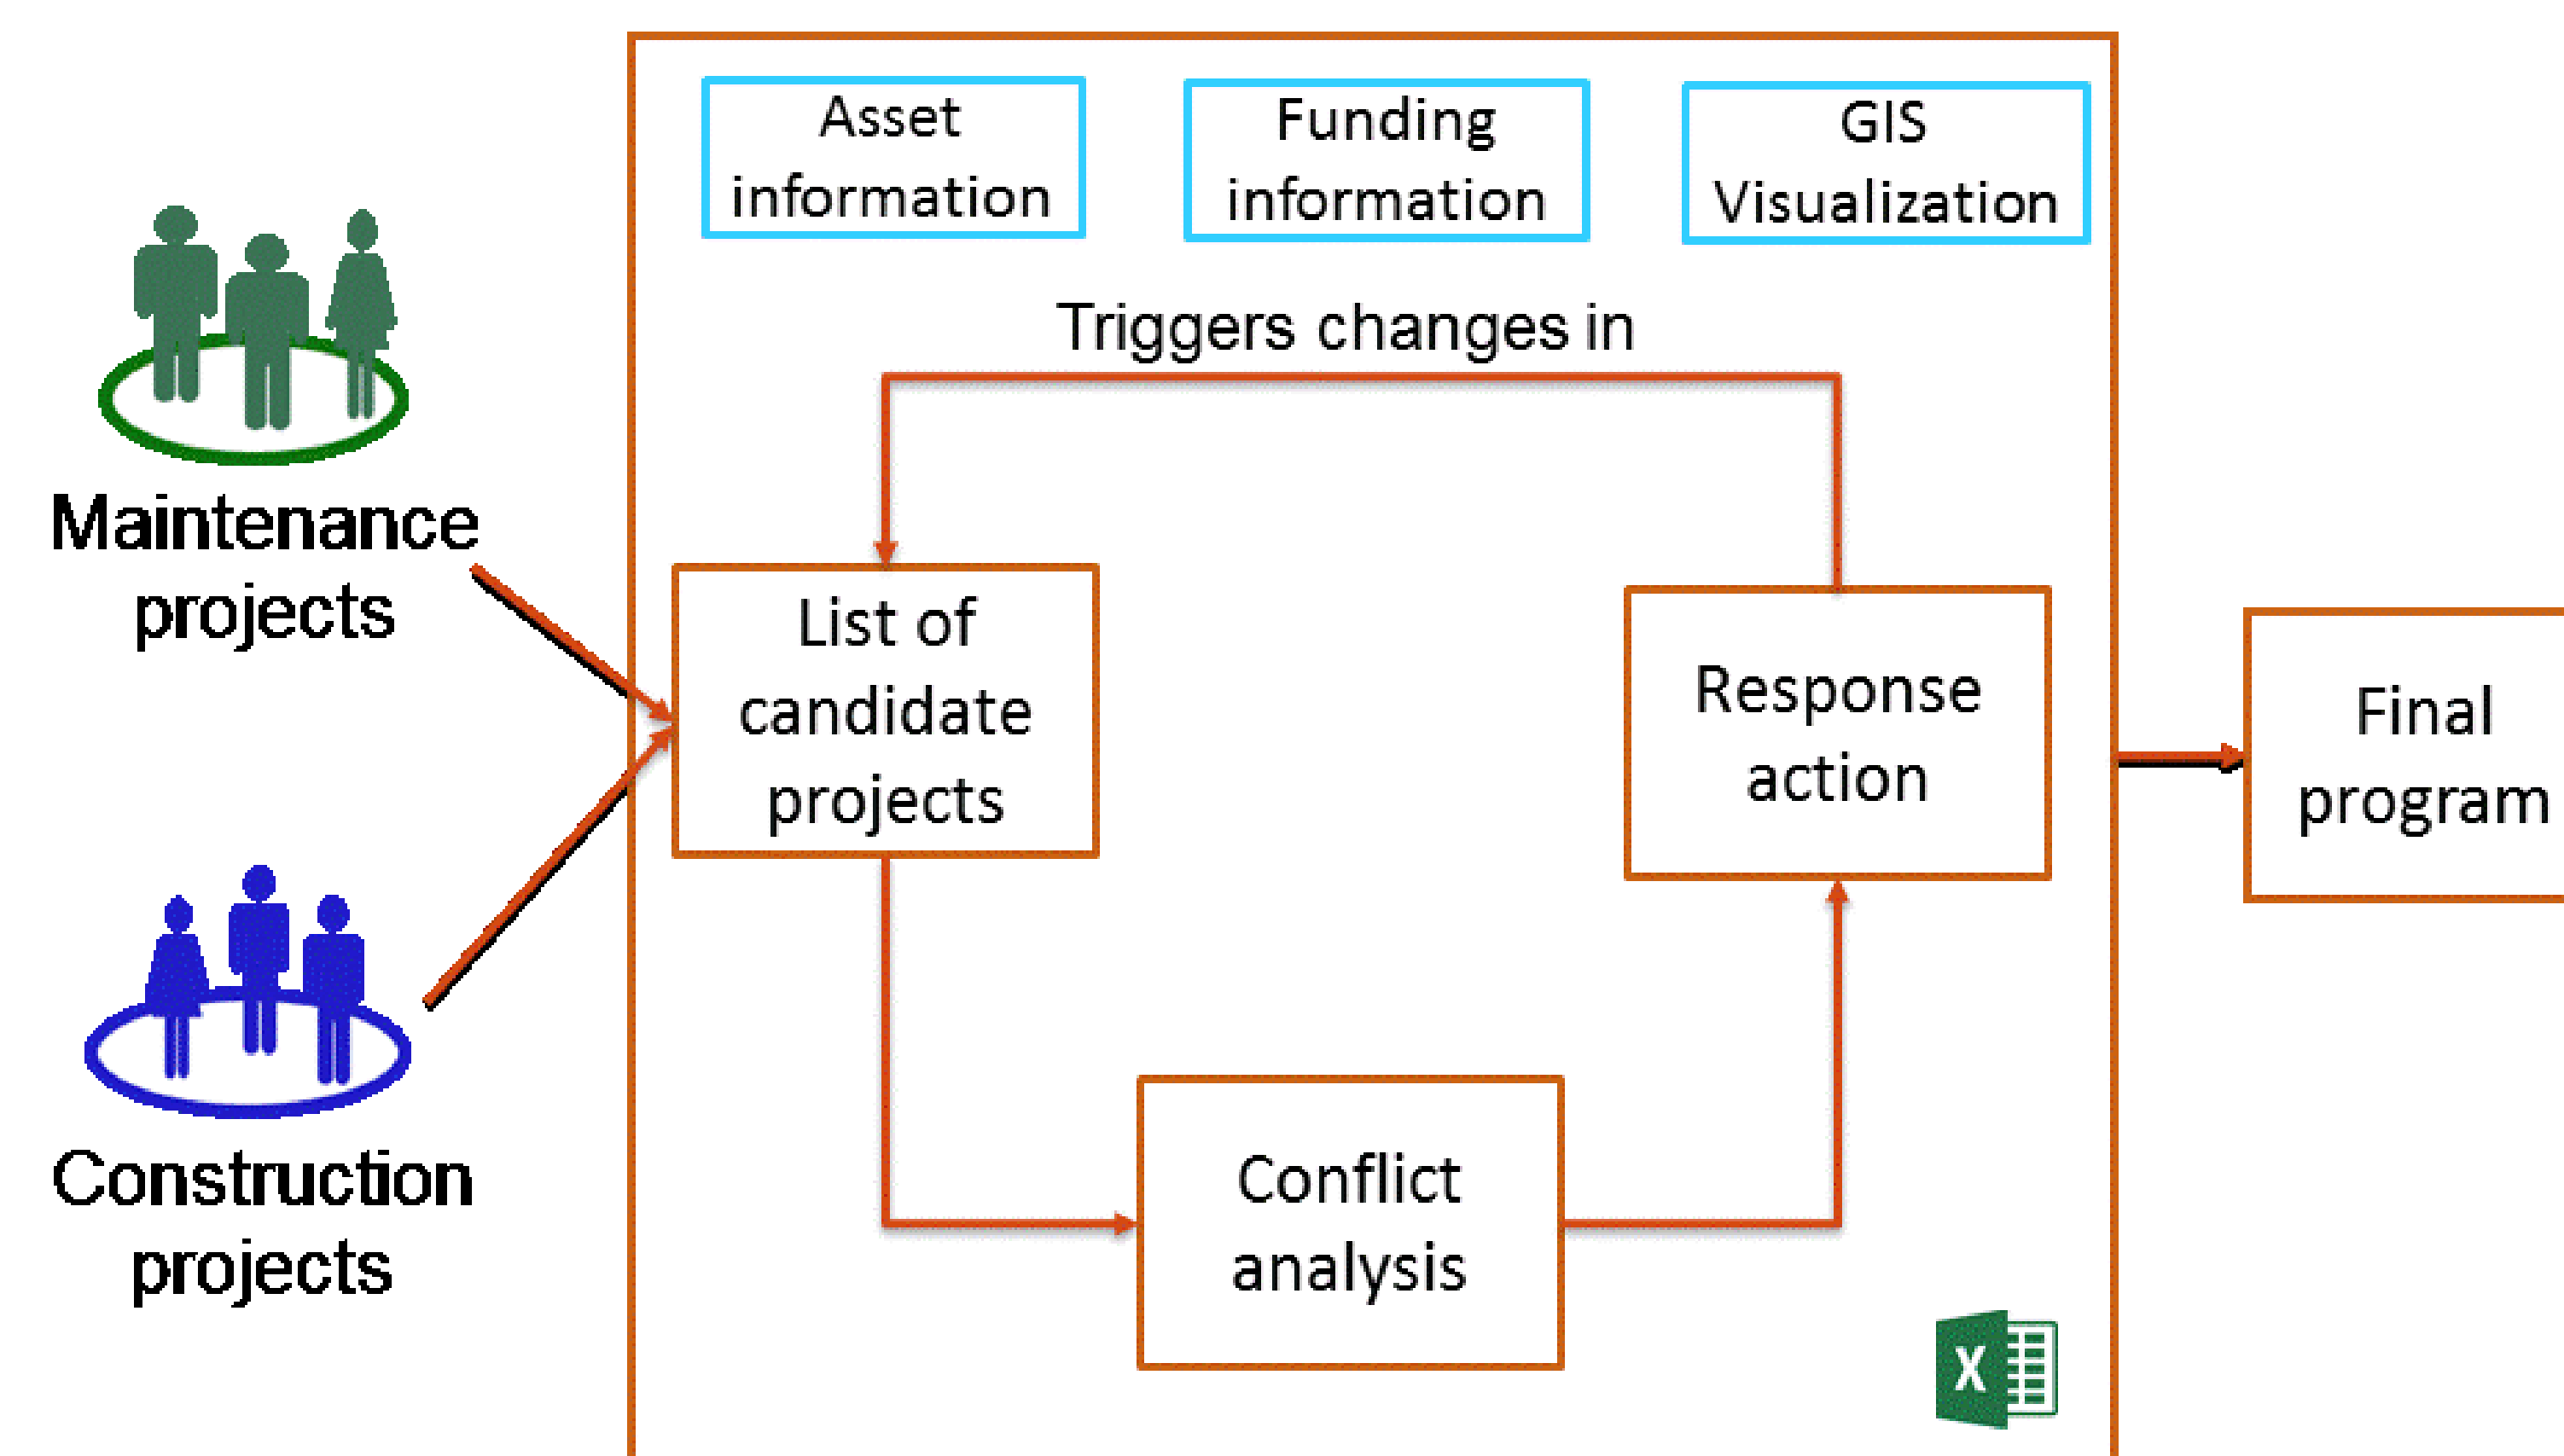 Asset
information
Funding
information
GIS
Visualization
Triggers changes in
Maintenance
projects
List of
candidate
projects
Response
action
Final
program
Construction
projects
Conflict
analysis
X